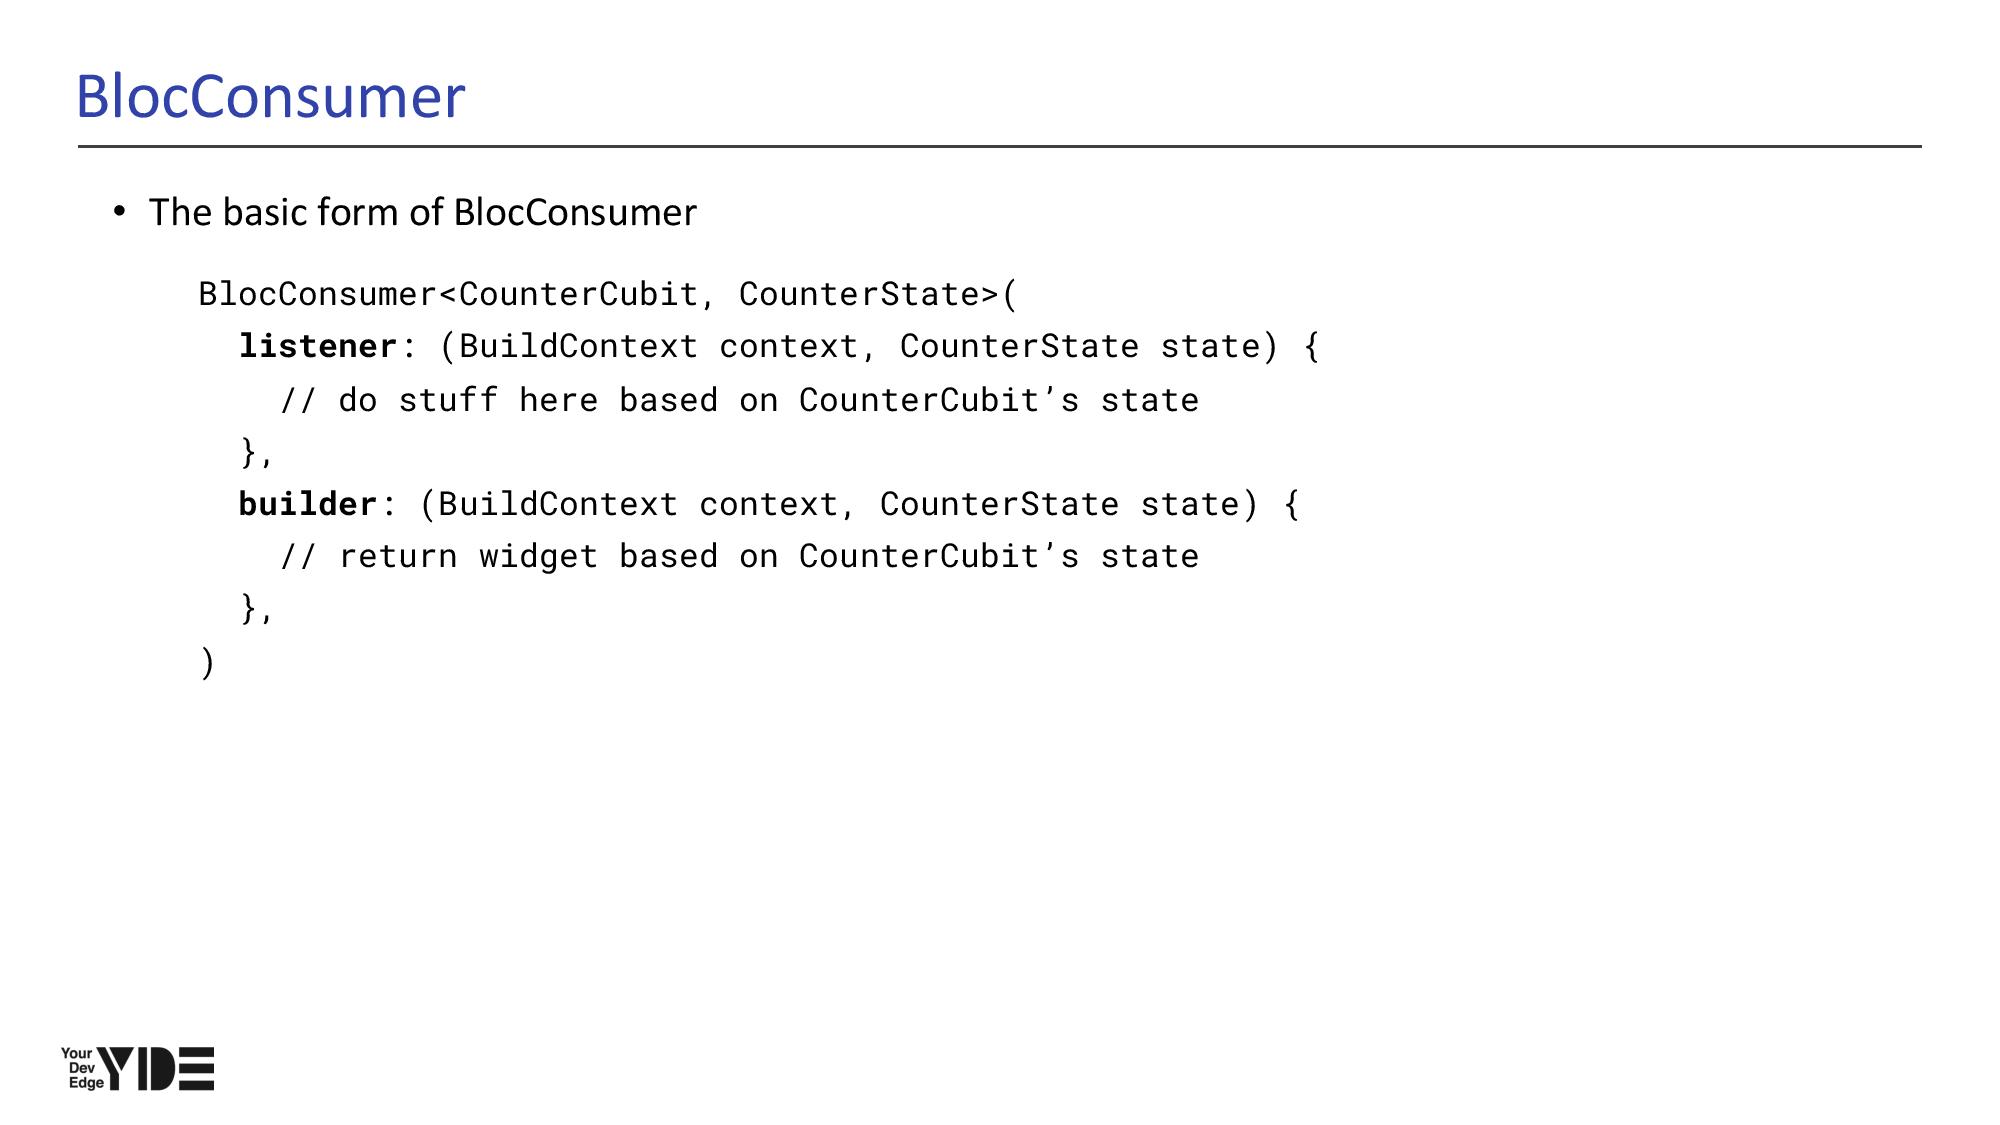 BlocConsumer
• The basic form of BlocConsumer
BlocConsumer<CounterCubit, CounterState>(
  listener: (BuildContext context, CounterState state) {
    // do stuff here based on CounterCubit’s state
  },
  builder: (BuildContext context, CounterState state) {
    // return widget based on CounterCubit’s state
  },
)
Your
Dev
Edge
YDE